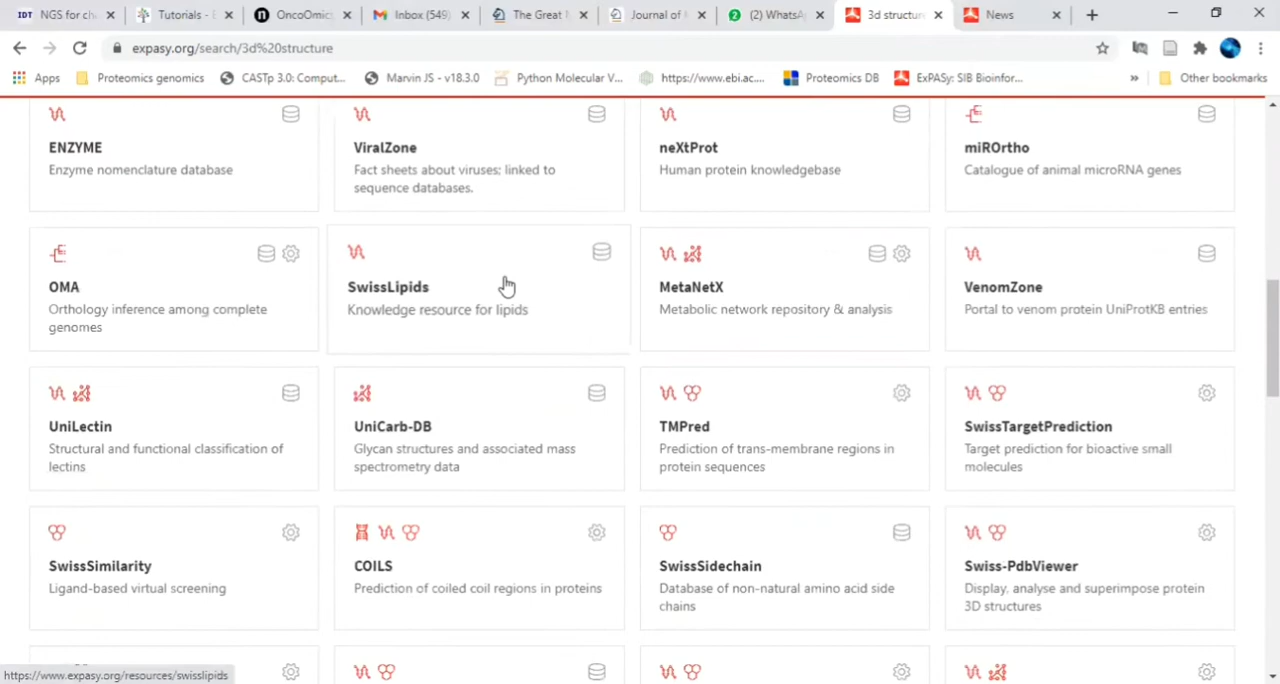 IDT NGS for ch
Tutorials - E
OncoOmic
Inbox (549)
The Great
Journal of
(2) WhatsA
3d structur
News
expasy.org/search/3d%20structure
Apps
Proteomics genomics
CASTp 3.0: Comput...
Marvin JS - v18.3.0
Python Molecular V...
https://www.ebi.ac....
Proteomics DB
ExPASy: SIB Bioinfor...
»
Other bookmarks
ENZYME
Enzyme nomenclature database
ViralZone
Fact sheets about viruses; linked to
sequence databases.
neXtProt
Human protein knowledgebase
miROrtho
Catalogue of animal microRNA genes
OMA
Orthology inference among complete
genomes
SwissLipids
Knowledge resource for lipids
MetaNetX
Metabolic network repository & analysis
VenomZone
Portal to venom protein UniProtKB entries
UniLectin
Structural and functional classification of
lectins
UniCarb-DB
Glycan structures and associated mass
spectrometry data
TMPred
Prediction of trans-membrane regions in
protein sequences
SwissTargetPrediction
Target prediction for bioactive small
molecules
SwissSimilarity
Ligand-based virtual screening
COILS
Prediction of coiled coil regions in proteins
SwissSidechain
Database of non-natural amino acid side
chains
Swiss-PdbViewer
Display, analyse and superimpose protein
3D structures
https://www.expasy.org/resources/swisslipids